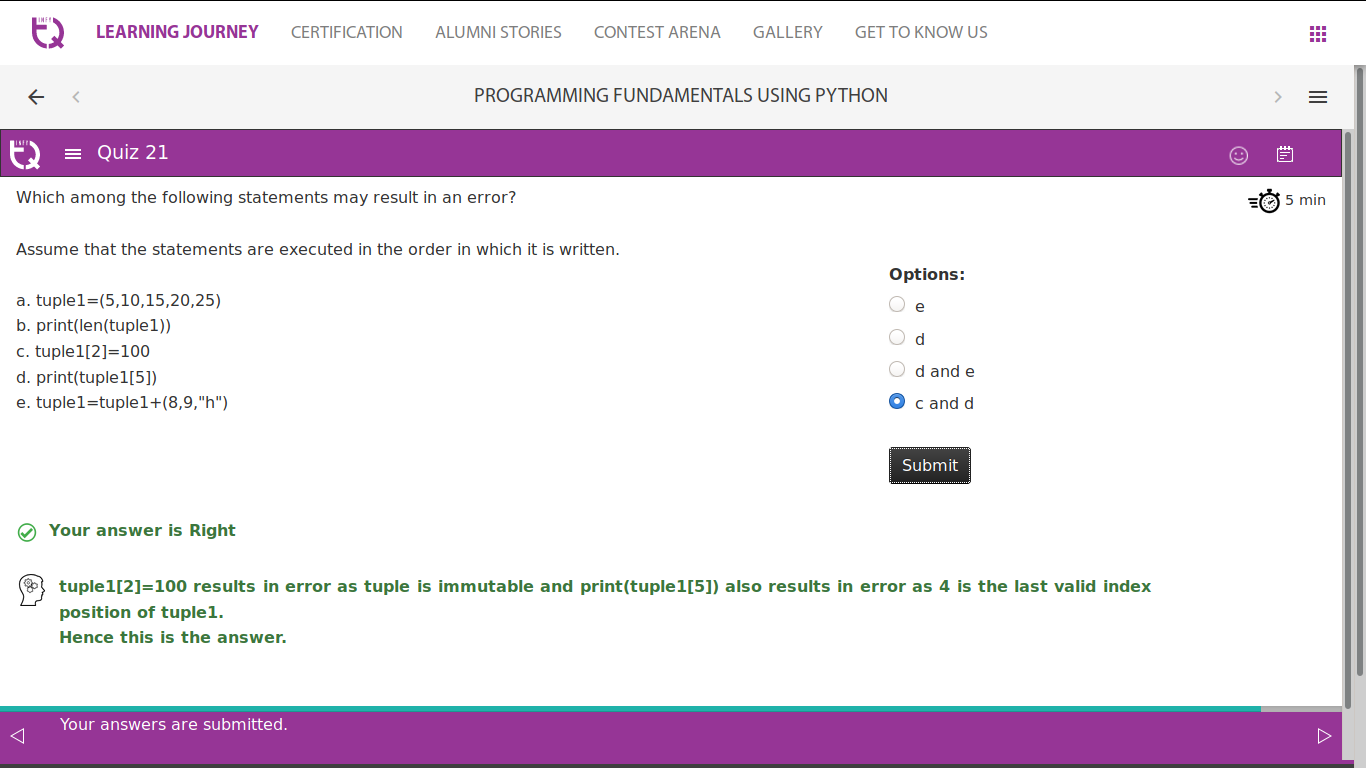 INFY
TQ
LEARNING JOURNEY CERTIFICATION ALUMNI STORIES CONTEST ARENA GALLERY GET TO KNOW US
PROGRAMMING FUNDAMENTALS USING PYTHON
INFY
TQ
Quiz 21
Which among the following statements may result in an error?
5 min
Assume that the statements are executed in the order in which it is written.
a. tuple1=(5,10,15,20,25)
b. print(len(tuple1))
c. tuple1[2]=100
d. print(tuple1[5])
e. tuple1=tuple1+(8,9,"h")
Options:
e
d
d and e
c and d
Submit
Your answer is Right
tuple1[2]=100 results in error as tuple is immutable and print(tuple1[5]) also results in error as 4 is the last valid index
position of tuple1.
Hence this is the answer.
Your answers are submitted.